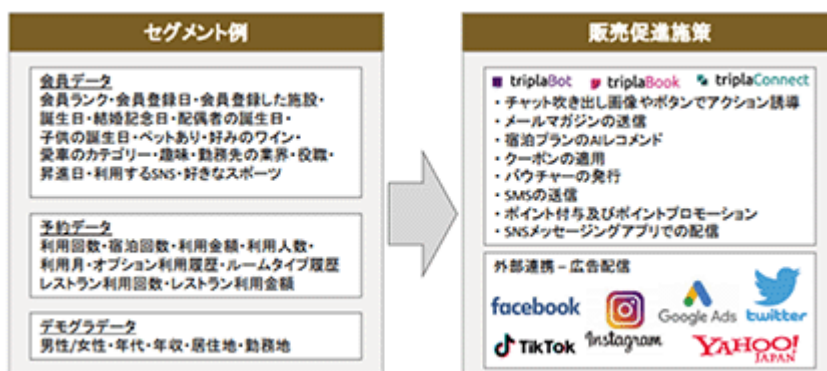 セグメント例
会員データ
会員ランク・会員登録日・会員登録した施設・
誕生日・結婚記念日・配偶者の誕生日・
子供の誕生日・ペットあり・好みのワイン・
愛車のカテゴリー・趣味・勤務先の業界・役職・
昇進日・利用するSNS・好きなスポーツ
予約データ
利用回数・宿泊回数・利用金額・利用人数・
利用月・オプション利用履歴・ルームタイプ履歴
レストラン利用回数・レストラン利用金額
デモグラデータ
男性/女性・年代・年収・居住地・勤務地
販売促進施策
triplaBot triplaBook triplaConnect
・チャット吹き出し画像やボタンでアクション誘導
・メールマガジンの送信
・宿泊プランのAIレコメンド
・クーポンの適用
・バウチャーの発行
・SMSの送信
・ポイント付与及びポイントプロモーション
・SNSメッセージングアプリでの配信
外部連携 – 広告配信
facebook
Google Ads
twitter
TikTok
Instagram
YAHOO!
JAPAN